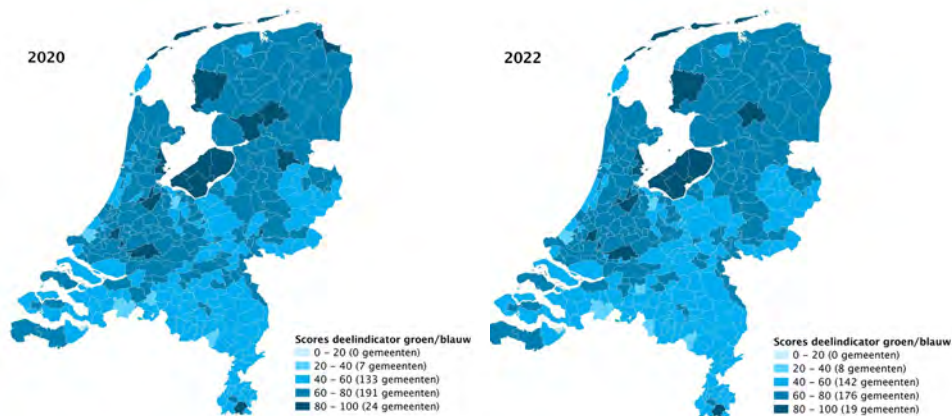 2020
Scores deelindicator groen/blauw
0 – 20 (0 gemeenten)
20 – 40 (7 gemeenten)
40 – 60 (133 gemeenten)
60 – 80 (191 gemeenten)
80 – 100 (24 gemeenten)
2022
Scores deelindicator groen/blauw
0 – 20 (0 gemeenten)
20 – 40 (8 gemeenten)
40 – 60 (142 gemeenten)
60 – 80 (176 gemeenten)
80 – 100 (19 gemeenten)